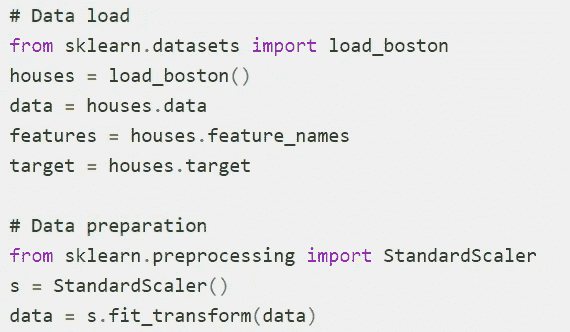 # Data load
from sklearn.datasets import load_boston
houses = load_boston()
data = houses.data
features = houses.feature_names
target = houses.target
# Data preparation
from sklearn.preprocessing import StandardScaler
s = StandardScaler()
data = s.fit_transform(data)